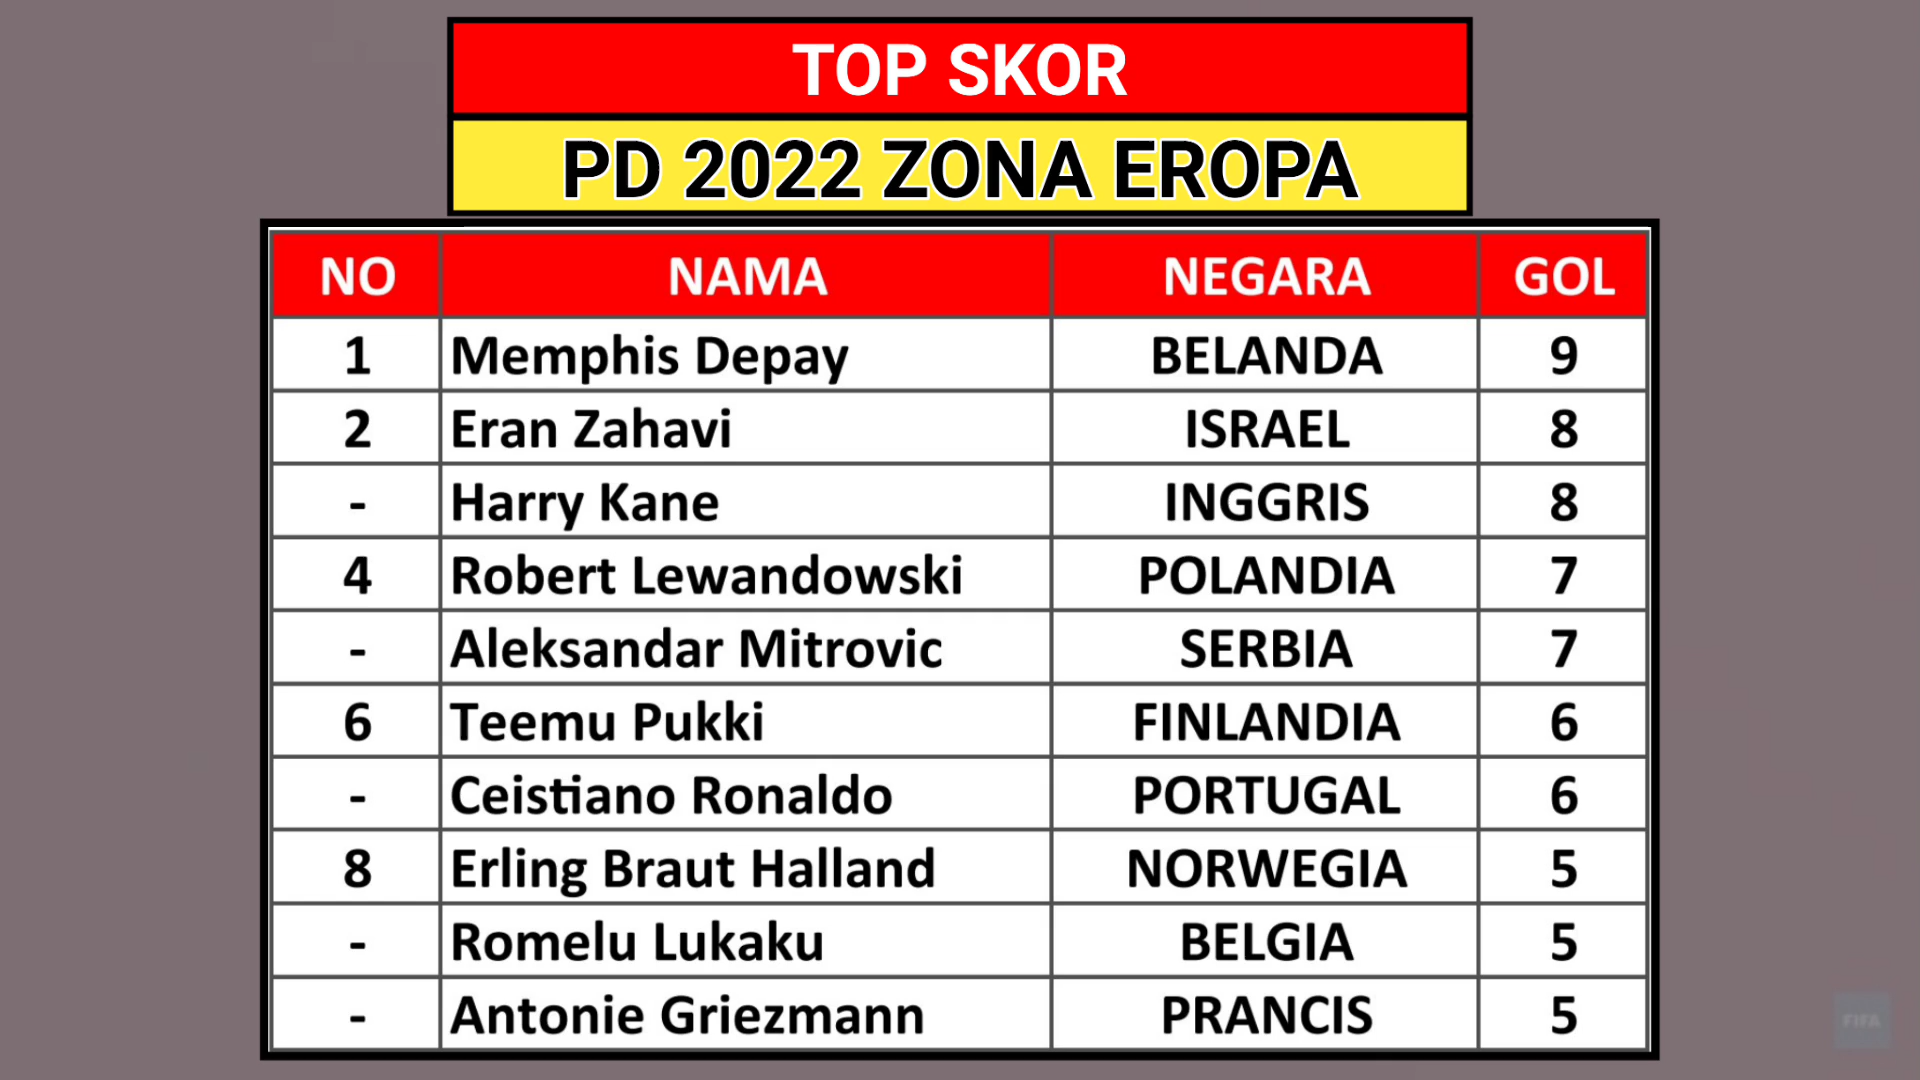 TOP SKOR
PD 2022 ZONA EROPA
NO NAMA NEGARA GOL
1 Memphis Depay BELANDA 9
2 Eran Zahavi ISRAEL 8
- Harry Kane INGGRIS 8
4 Robert Lewandowski POLANDIA 7
- Aleksandar Mitrovic SERBIA 7
6 Teemu Pukki FINLANDIA 6
- Ceistiano Ronaldo PORTUGAL 6
8 Erling Braut Halland NORWEGIA 5
- Romelu Lukaku BELGIA 5
- Antonie Griezmann PRANCIS 5
FIFA